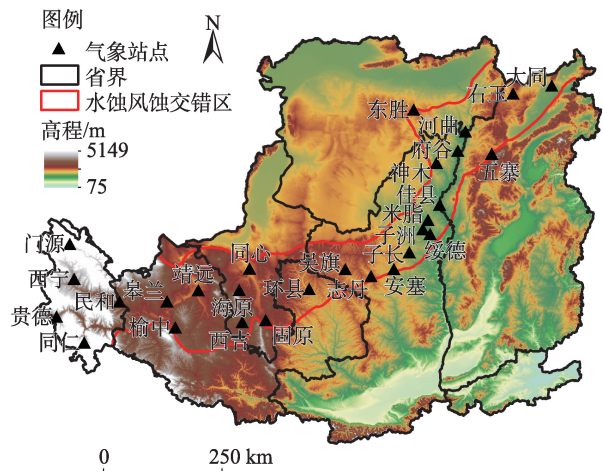 图例
气象站点
省界
水蚀风蚀交错区
高程/m
5149
75
N
大同
右玉
东胜
河曲
府谷
五寨
神木
佳县
米脂
子洲
绥德
门源
同心
吴旗
子长
西宁
靖远
安塞
民和
皋兰
海原
环县
志丹
贵德
榆中
固原
同仁
西吉
0 250 km